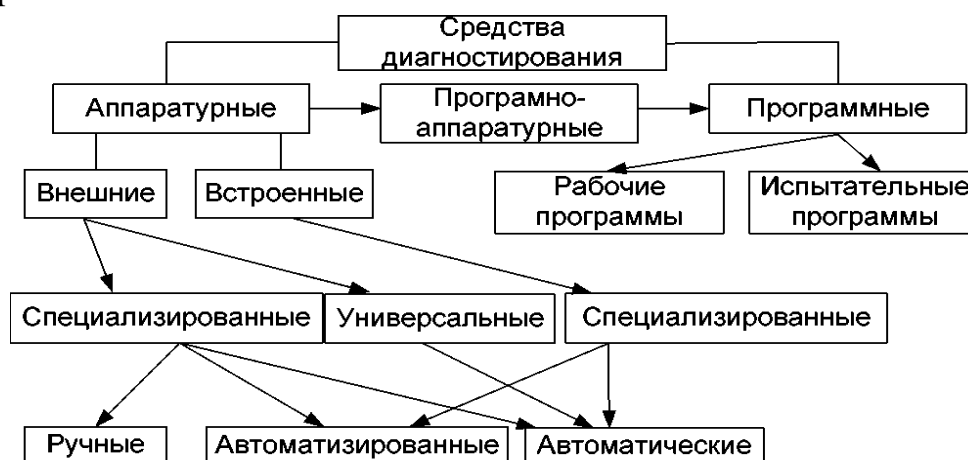 Средства
диагностирования
Аппаратурные
Програмно-
аппаратурные
Программные
Внешние
Встроенные
Рабочие
программы
Испытательные
программы
Специализированные
Универсальные
Специализированные
Ручные
Автоматизированные
Автоматические